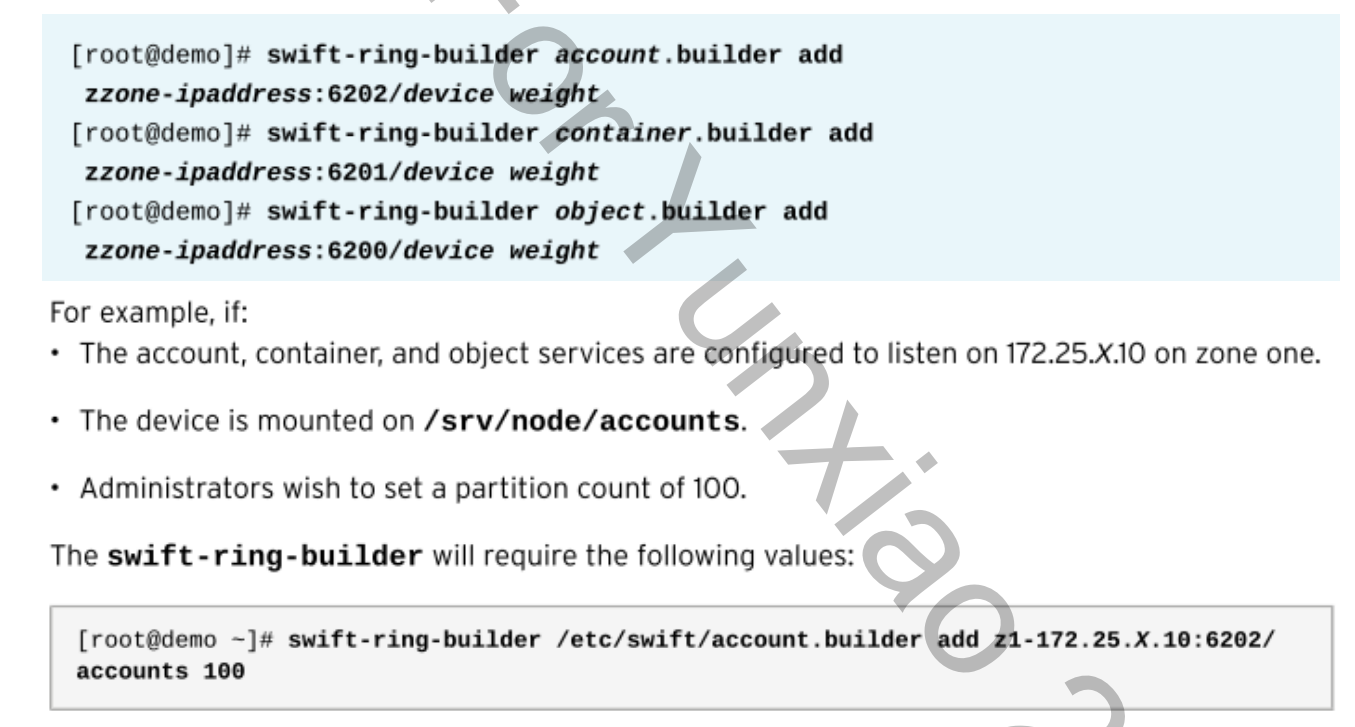 [root@demo]# swift-ring-builder account.builder add
zzone-ipaddress:6202/device weight
[root@demo]# swift-ring-builder container.builder add
zzone-ipaddress:6201/device weight
[root@demo]# swift-ring-builder object.builder add
zzone-ipaddress:6200/device weight
For example, if:
• The account, container, and object services are configured to listen on 172.25.X.10 on zone one.
• The device is mounted on /srv/node/accounts.
• Administrators wish to set a partition count of 100.
The swift-ring-builder will require the following values:
[root@demo ~]# swift-ring-builder /etc/swift/account.builder add z1-172.25.X.10:6202/
accounts 100
For Yunxiao